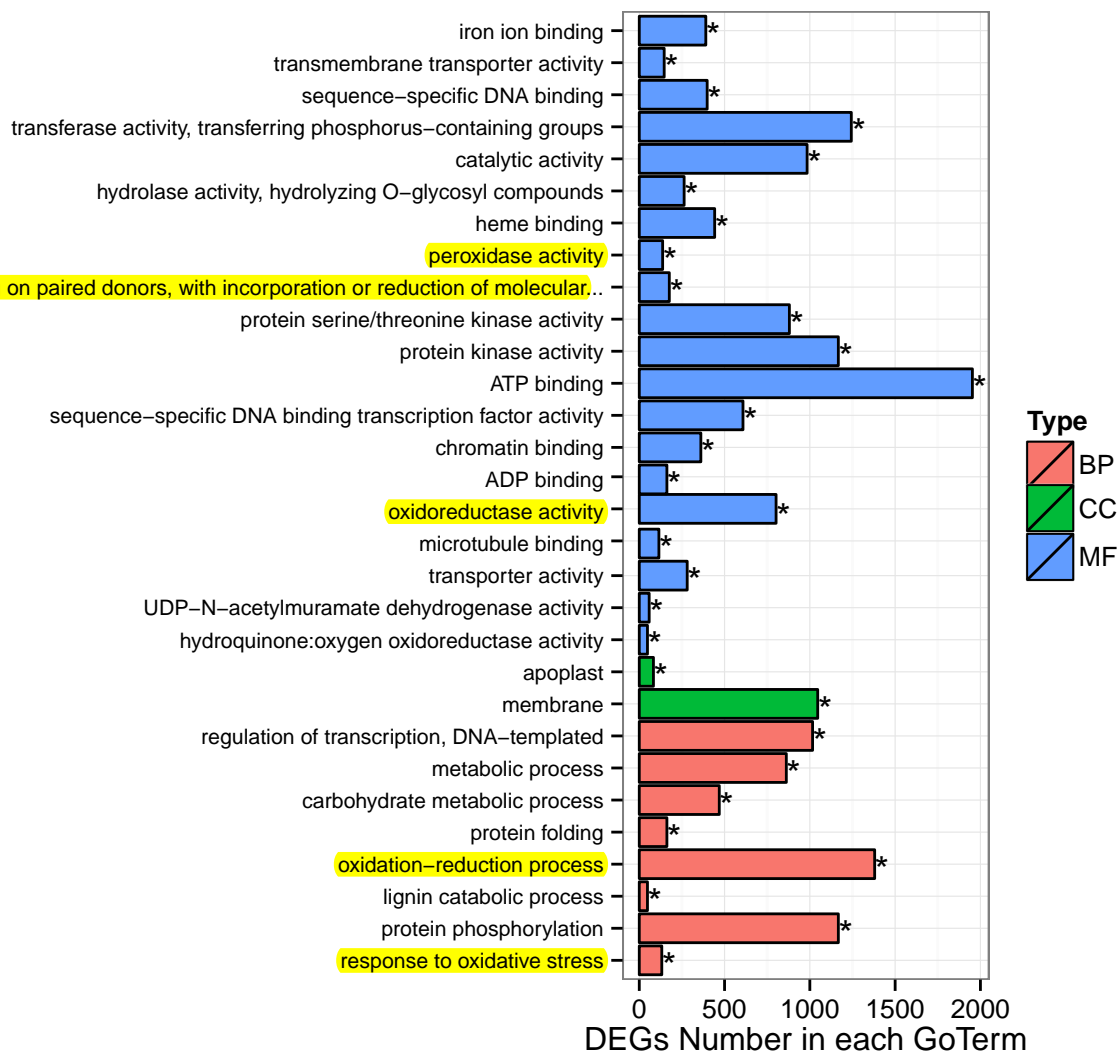 iron ion binding
transmembrane transporter activity
sequence−specific DNA binding
transferase activity, transferring phosphorus−containing groups
catalytic activity
hydrolase activity, hydrolyzing O−glycosyl compounds
heme binding
peroxidase activity
on paired donors, with incorporation or reduction of molecular...
protein serine/threonine kinase activity
protein kinase activity
ATP binding
sequence−specific DNA binding transcription factor activity
chromatin binding
ADP binding
oxidoreductase activity
microtubule binding
transporter activity
UDP−N−acetylmuramate dehydrogenase activity
hydroquinone:oxygen oxidoreductase activity
apoplast
membrane
regulation of transcription, DNA−templated
metabolic process
carbohydrate metabolic process
protein folding
oxidation−reduction process
lignin catabolic process
protein phosphorylation
response to oxidative stress
0 500 1000 1500 2000
DEGs Number in each GoTerm
Type
BP
CC
MF